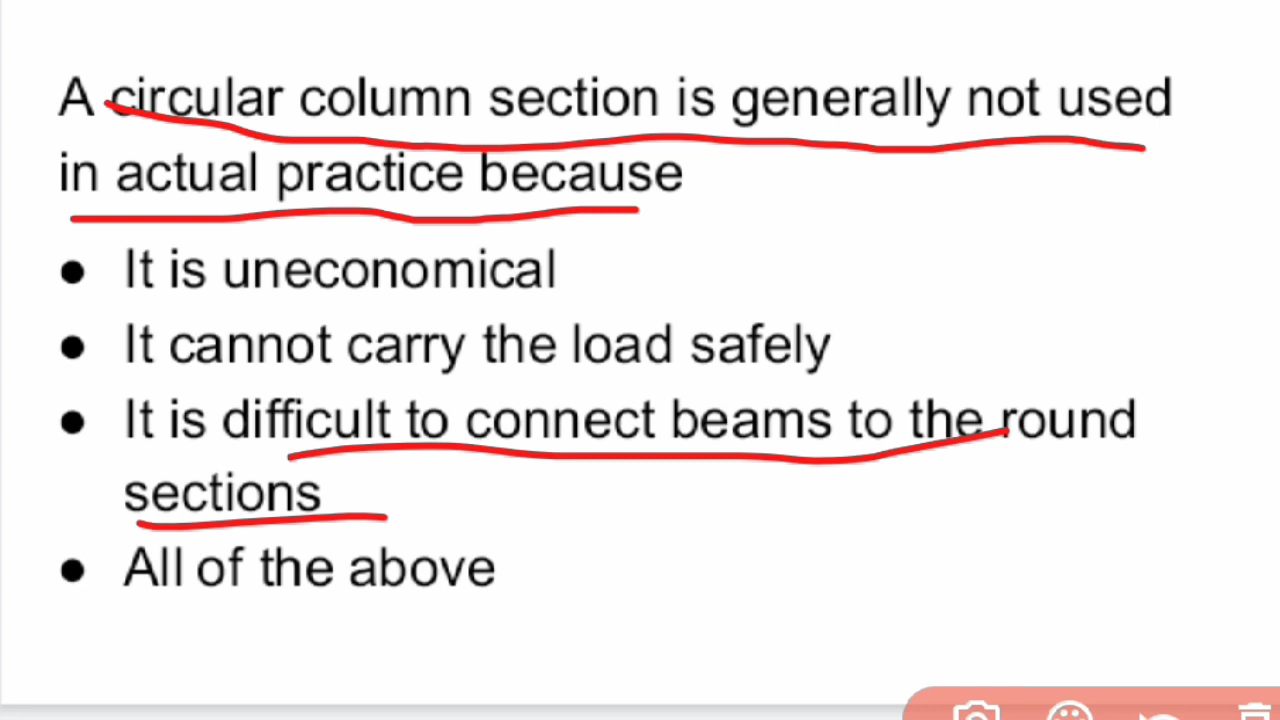 A circular column section is generally not used
in actual practice because
● It is uneconomical
● It cannot carry the load safely
● It is difficult to connect beams to the round
sections
● All of the above